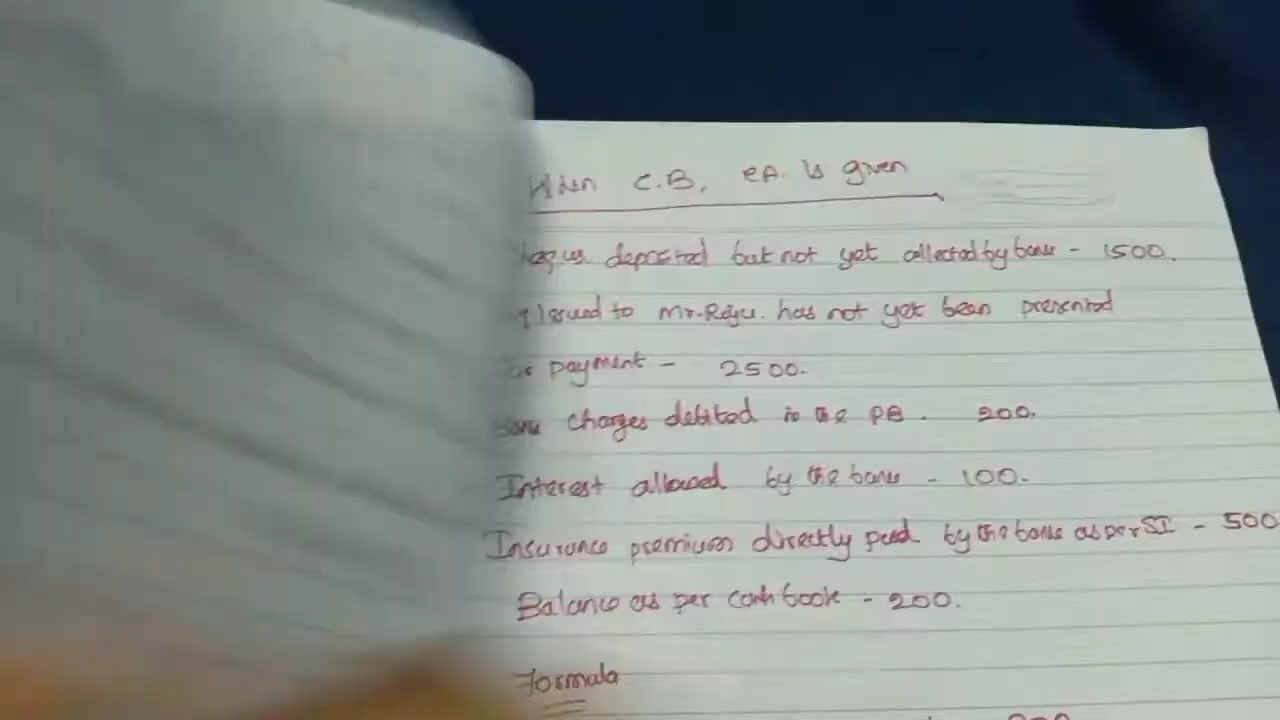 When C.B, is given
deposited but not yet collected by bank - 1500.
issued to Mr. Raju. has not yet been presented
payment - 2500.
Bank charges debited in the PB. 200.
Interest allowed by the bank - 100.
Insurance premium directly paid by the bank as per SI - 500
Balance as per cash book - 200.
Formula